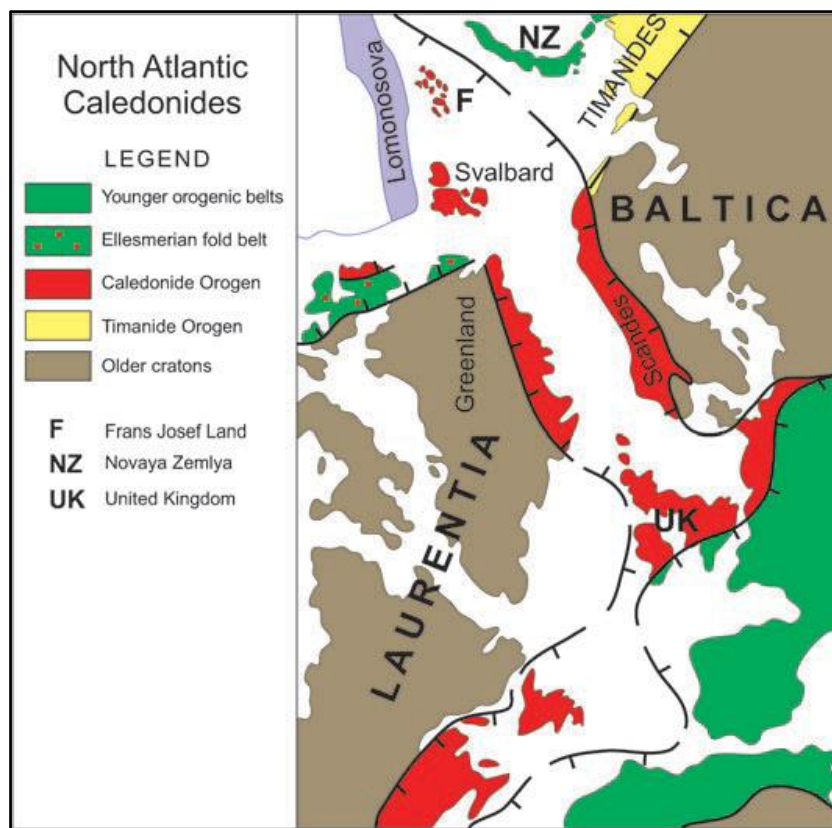 North Atlantic
Caledonides
LEGEND
Younger orogenic belts
Ellesmerian fold belt
Caledonide Orogen
Timanide Orogen
Older cratons
F Frans Josef Land
NZ Novaya Zemlya
UK United Kingdom
Lomonosova
F
NZ
TIMANIDES
Svalbard
BALTICA
Greenland
Scandes
LAURENTIA
UK